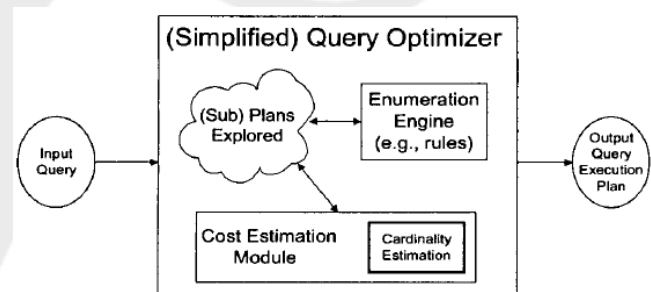 (Simplified) Query Optimizer
Input
Query
(Sub) Plans
Explored
Enumeration
Engine
(e.g., rules)
Cost Estimation
Module
Cardinality
Estimation
Output
Query
Execution
Plan